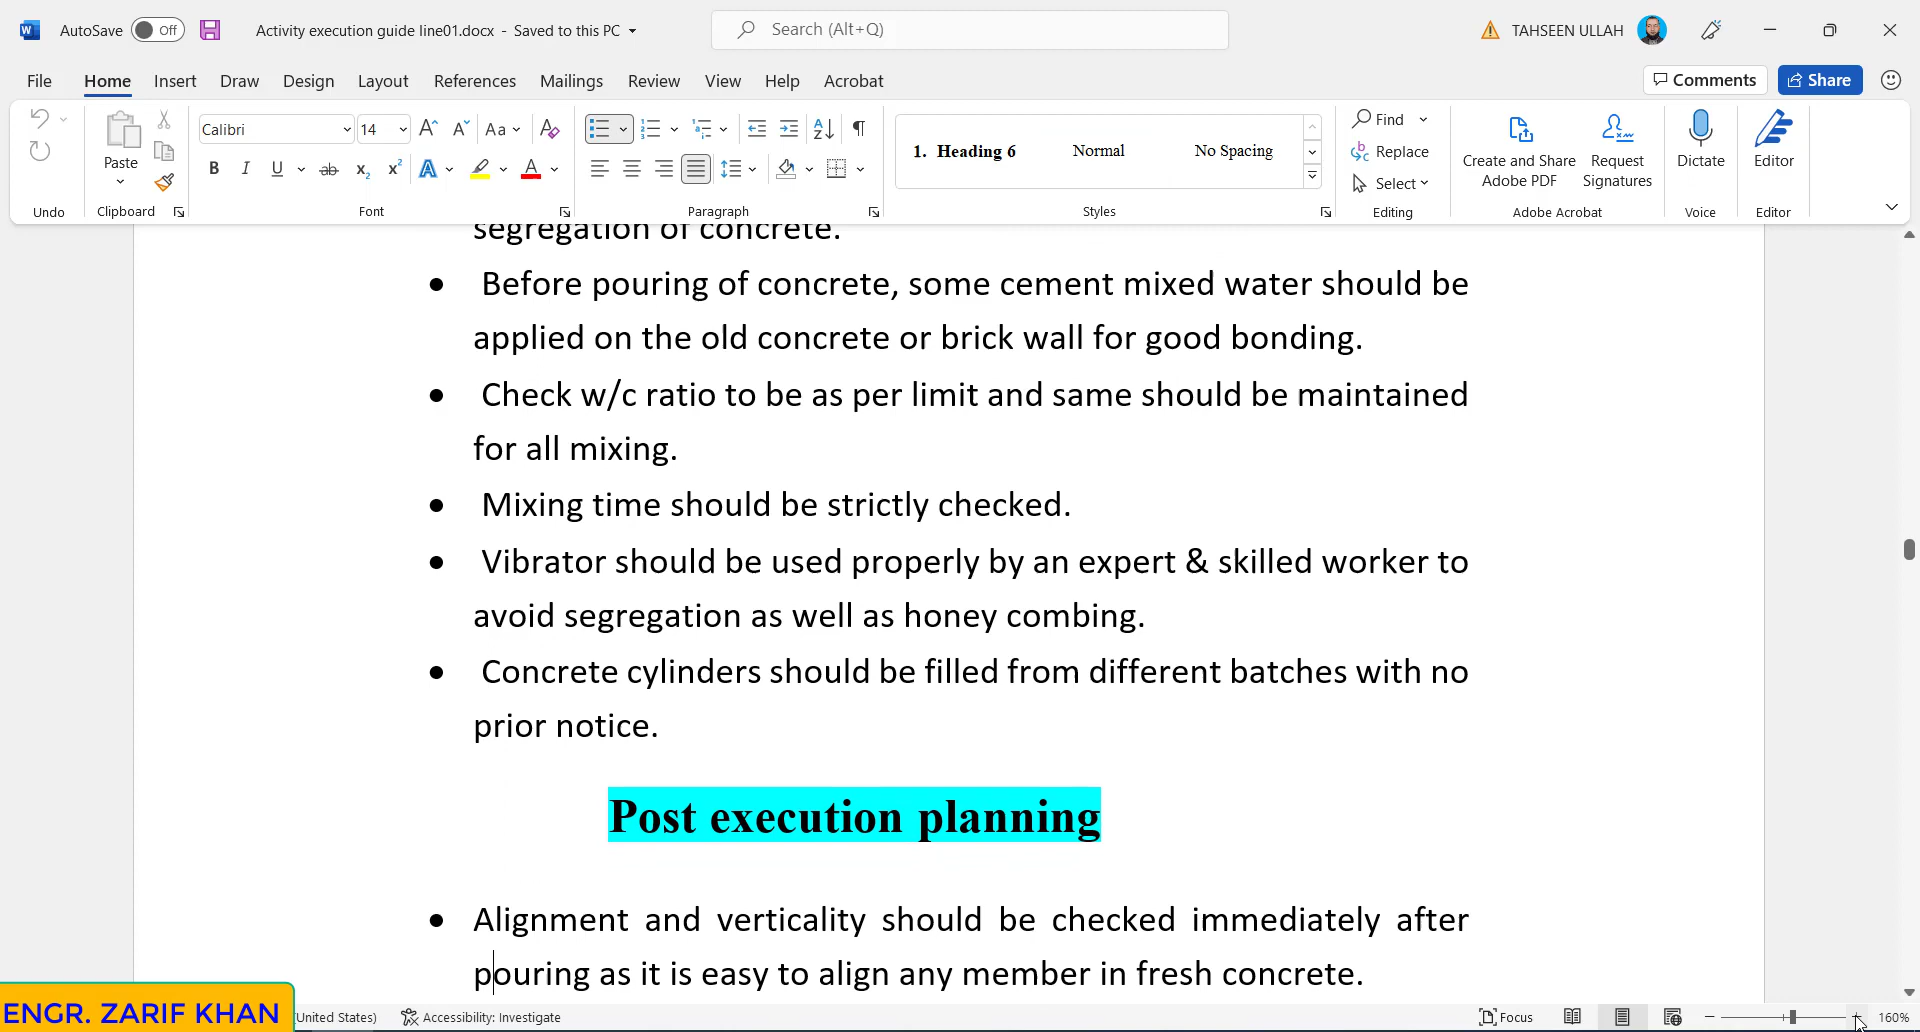 AutoSave Off Activity execution guide line01.docx - Saved to this PC Search (Alt+Q) TAHSEEN ULLAH
File Home Insert Draw Design Layout References Mailings Review View Help Acrobat Comments Share
Calibri 14 Aa
1. Heading 6 Normal No Spacing
Find
Replace
Select
Paste
Create and Share Adobe PDF
Request Signatures
Dictate
Editor
Undo Clipboard Font Paragraph Styles Editing Adobe Acrobat Voice Editor
segregation of concrete.
• Before pouring of concrete, some cement mixed water should be
applied on the old concrete or brick wall for good bonding.
• Check w/c ratio to be as per limit and same should be maintained
for all mixing.
• Mixing time should be strictly checked.
• Vibrator should be used properly by an expert & skilled worker to
avoid segregation as well as honey combing.
• Concrete cylinders should be filled from different batches with no
prior notice.
Post execution planning
• Alignment and verticality should be checked immediately after
pouring as it is easy to align any member in fresh concrete.
ENGR. ZARIF KHAN
United States) Accessibility: Investigate Focus 160%